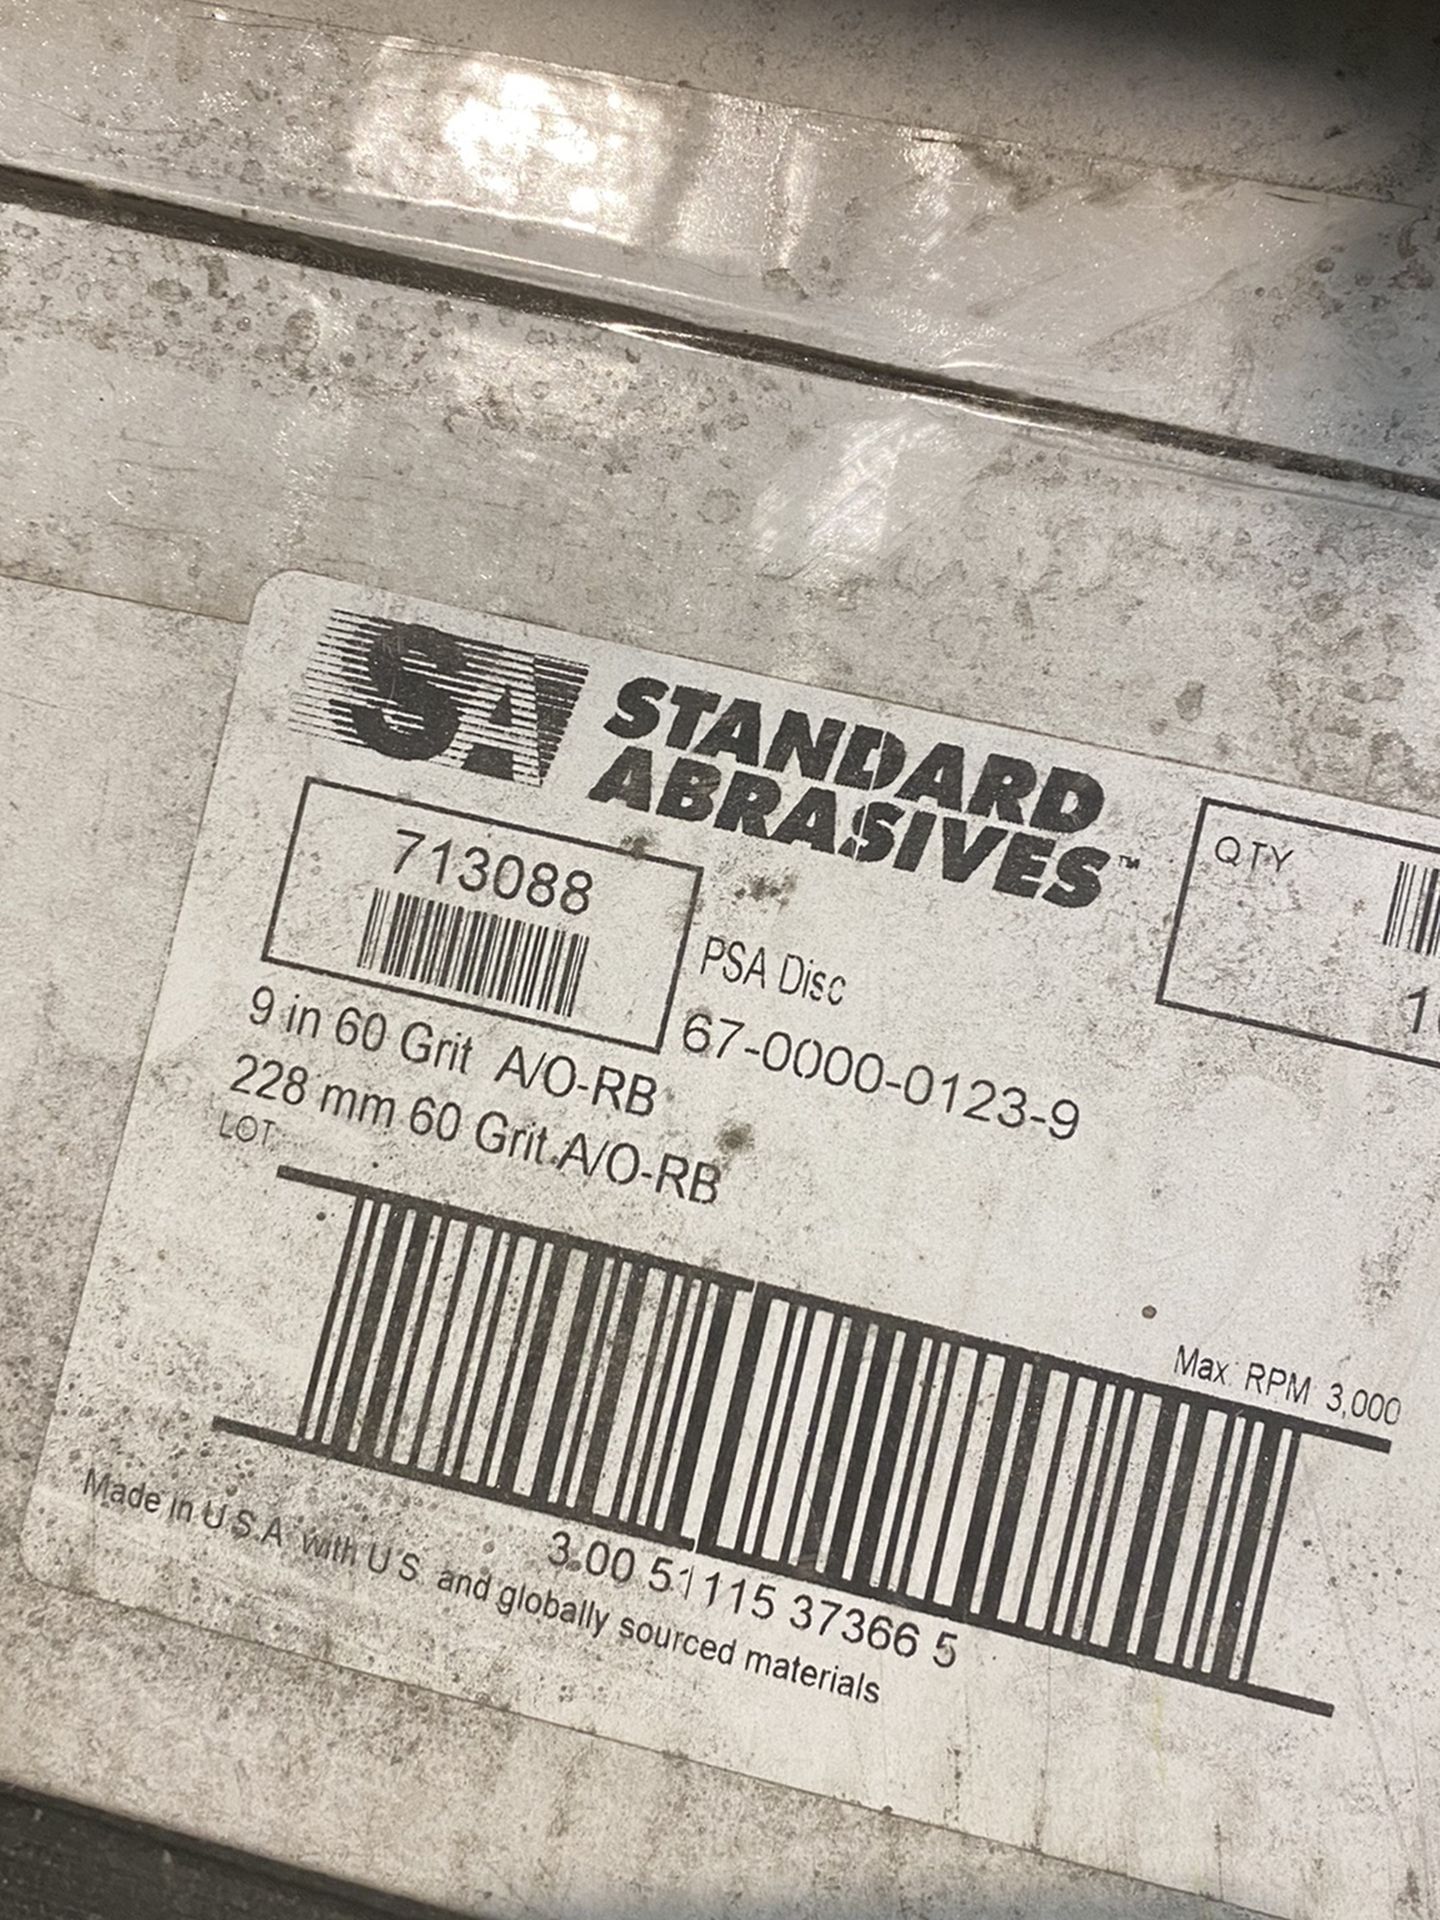 SA STANDARD
ABRASIVES™
713088
QTY
PSA Disc
67-0000-0123-9
9 in 60 Grit A/O-RB
228 mm 60 Grit A/O-RB
LOT
Max. RPM 3,000
3 00 51115 37366 5
Made in U.S.A with U.S. and globally sourced materials